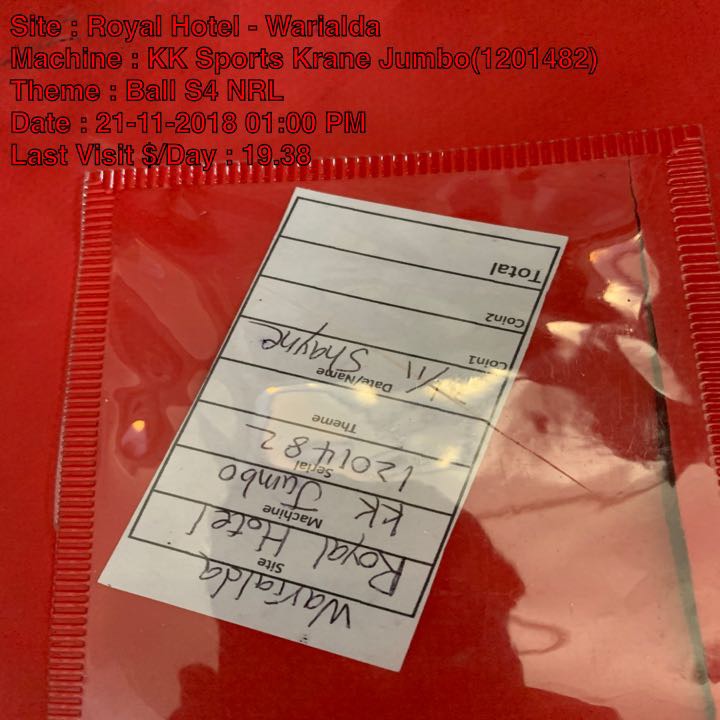 Site : Royal Hotel - Warialda
Machine : KK Sports Krane Jumbo(1201482)
Theme : Ball S4 NRL
Date : 21-11-2018 01:00 PM
Last Visit $/Day : 19.38
Warialda
Site
Royal Hotel
Machine
KK Jumbo
Serial
1201482
Theme
Date/Name
/11 Shayne
Coin1
Coin2
Total